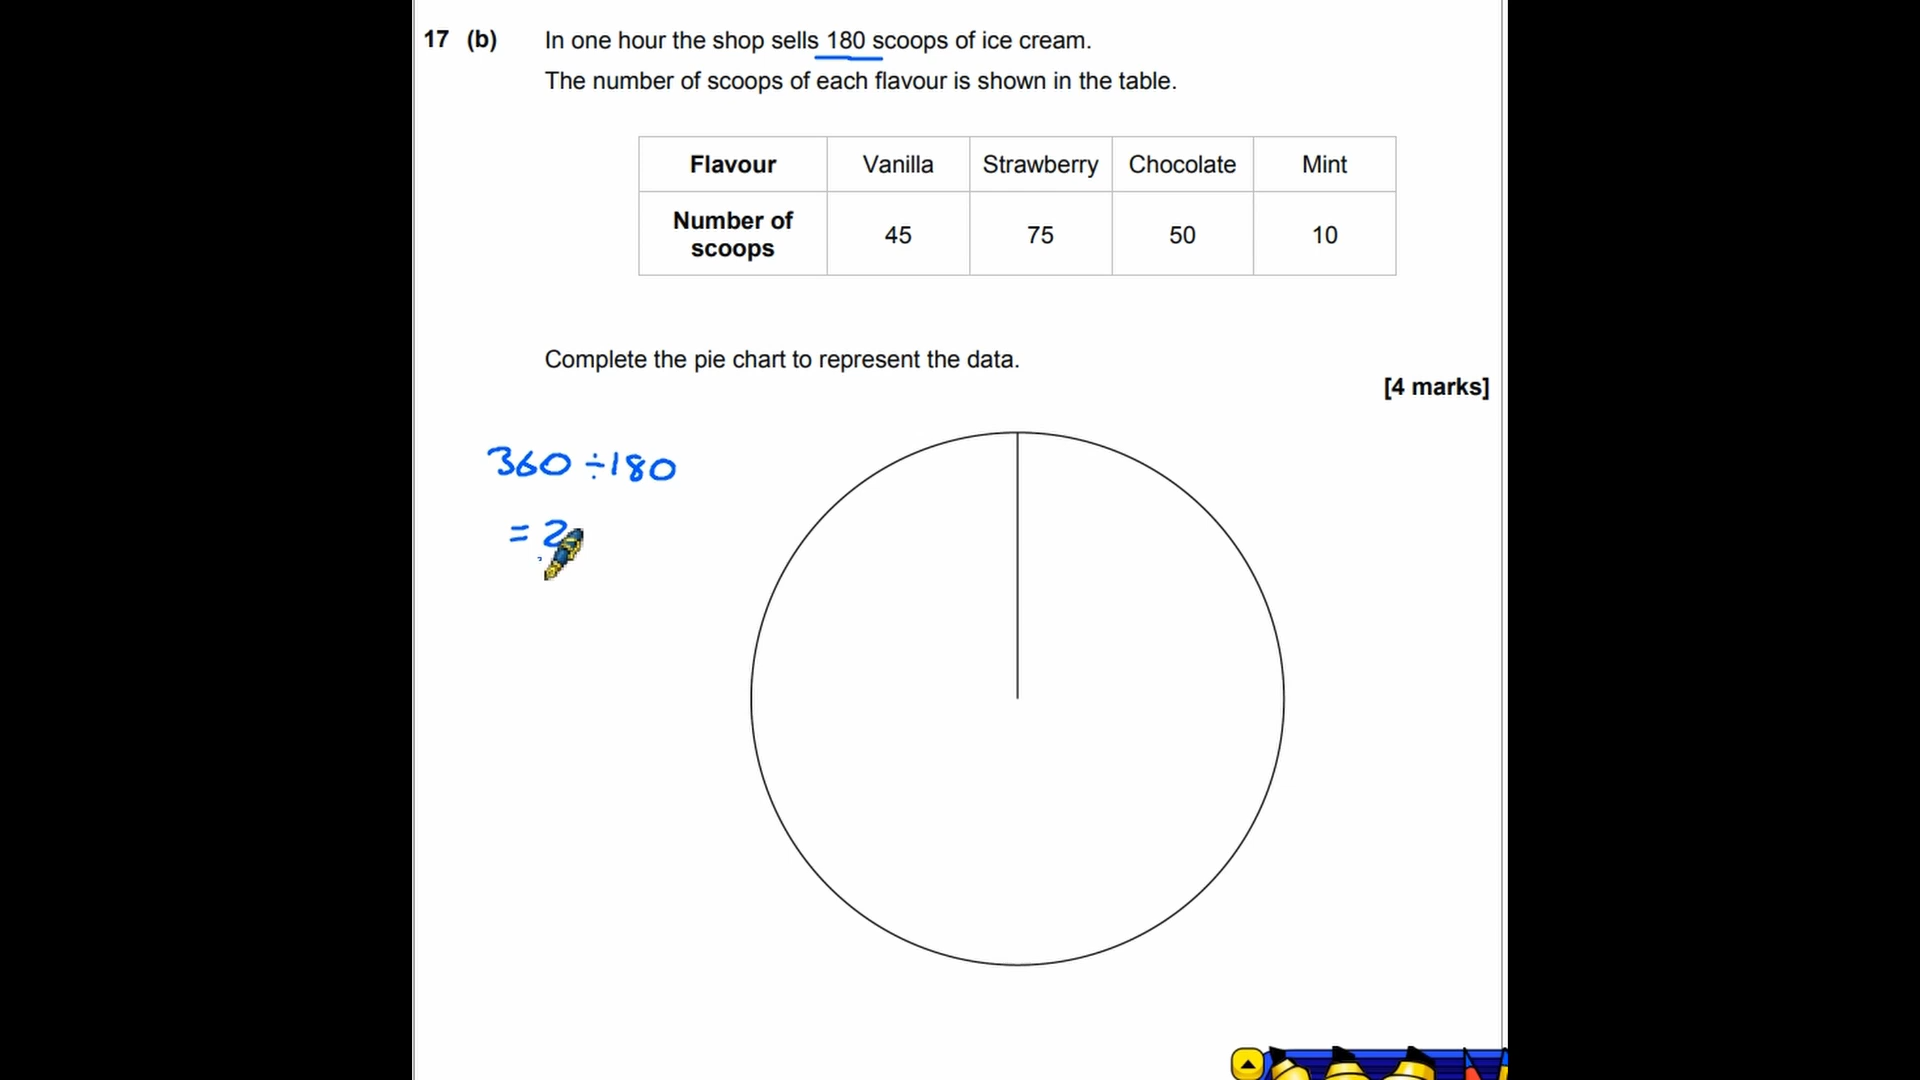 17 (b) In one hour the shop sells 180 scoops of ice cream.
The number of scoops of each flavour is shown in the table.
Flavour Vanilla Strawberry Chocolate Mint
Number of scoops 45 75 50 10
Complete the pie chart to represent the data.
[4 marks]
360 ÷ 180
= 2